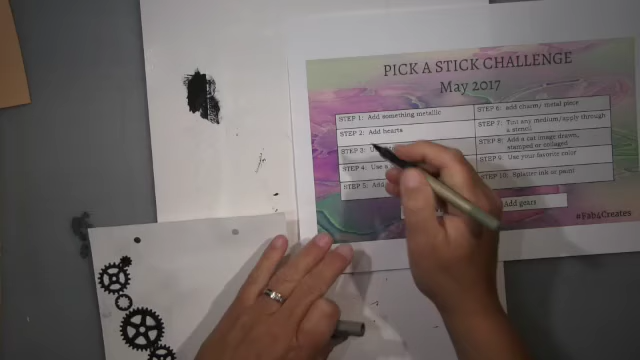 PICK A STICK CHALLENGE
May 2017
STEP 1: Add something metallic
STEP 2: Add hearts
STEP 3: U
STEP 4: Use a
STEP 5: Add
STEP 6: add charm/ metal piece
STEP 7: Tint any medium/apply through
a stencil
STEP 8: Add a cat image drawn,
stamped or collaged
STEP 9: Use your favorite color
STEP 10: Splatter ink or paint
Add gears
#Fab4Creates